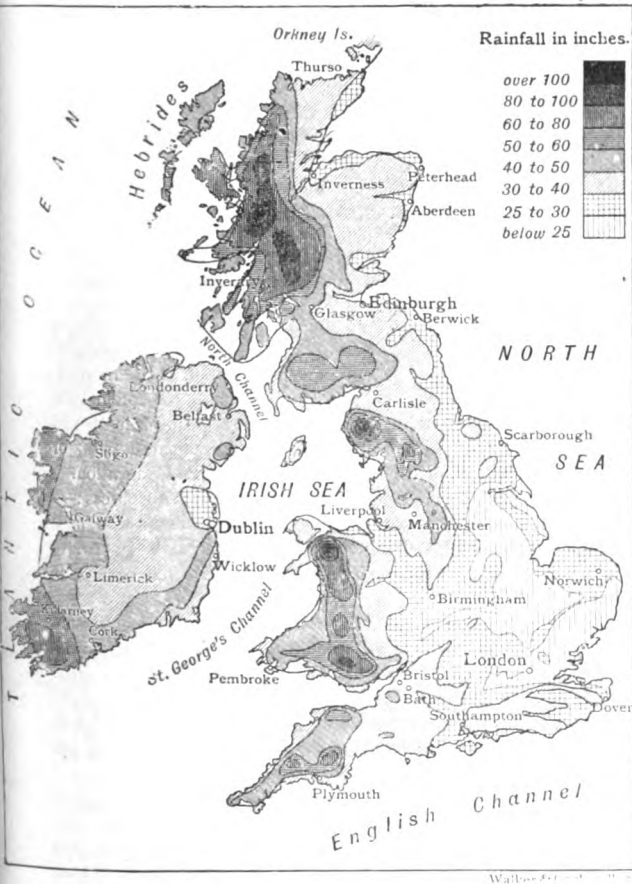 Orkney Is.
Rainfall in inches.
Thurso
over 100
80 to 100
60 to 80
50 to 60
40 to 50
30 to 40
25 to 30
below 25
Hebrides
Inverness
Peterhead
Aberdeen
Inverary
Edinburgh
Glasgow
Berwick
NORTH
SEA
North Channel
Londonderry
Belfast
Carlisle
Scarborough
Sligo
IRISH SEA
Galway
Liverpool
Manchester
Dublin
Wicklow
Limerick
Norwich
Birmingham
Killarney
Cork
St. George's Channel
London
Pembroke
Bristol
Bath
Dover
Southampton
Plymouth
English Channel
ATLANTIC OCEAN